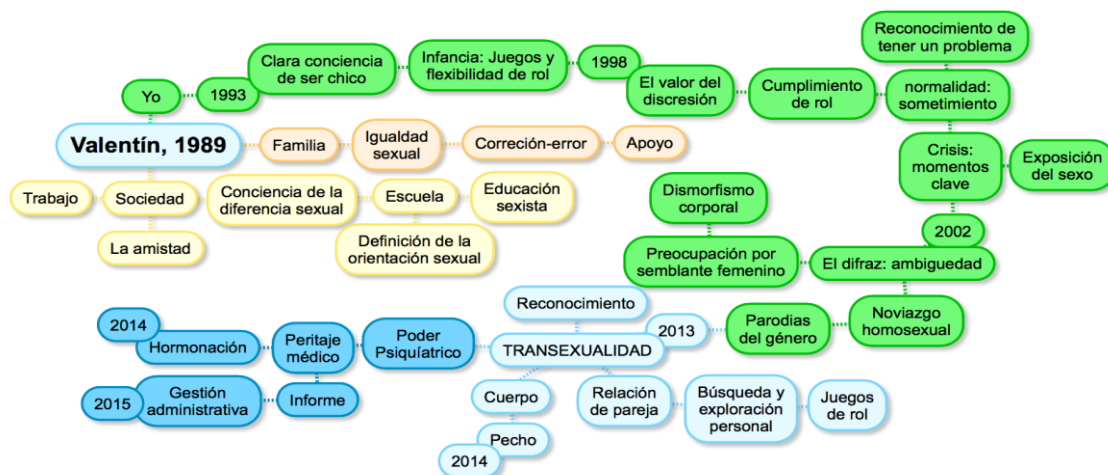 Reconocimiento de
tener un problema
Clara conciencia
de ser chico
Infancia: Juegos y
flexibilidad de rol
1998
El valor del
discresión
Cumplimiento
de rol
normalidad:
sometimiento
Yo
1993
Valentín, 1989
Familia
Igualdad
sexual
Correción-error
Apoyo
Crisis:
momentos
clave
Exposición
del sexo
Trabajo
Sociedad
Conciencia de la
diferencia sexual
Escuela
Educación
sexista
Dismorfismo
corporal
La amistad
Definición de la
orientación sexual
2002
Preocupación por
semblante femenino
El difraz: ambiguedad
Reconocimiento
2014
Hormonación
Peritaje
médico
Poder
Psiquíatrico
TRANSEXUALIDAD
2013
Parodias
del género
Noviazgo
homosexual
2015
Gestión
administrativa
Informe
Cuerpo
Relación
de pareja
Búsqueda y
exploración
personal
Juegos
de rol
Pecho
2014